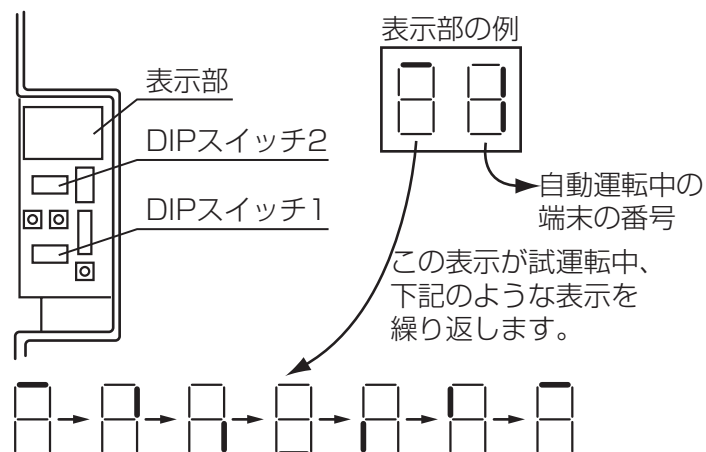 表示部の例
表示部
DIPスイッチ2
DIPスイッチ1
自動運転中の
端末の番号
この表示が試運転中、
下記のような表示を
繰り返します。